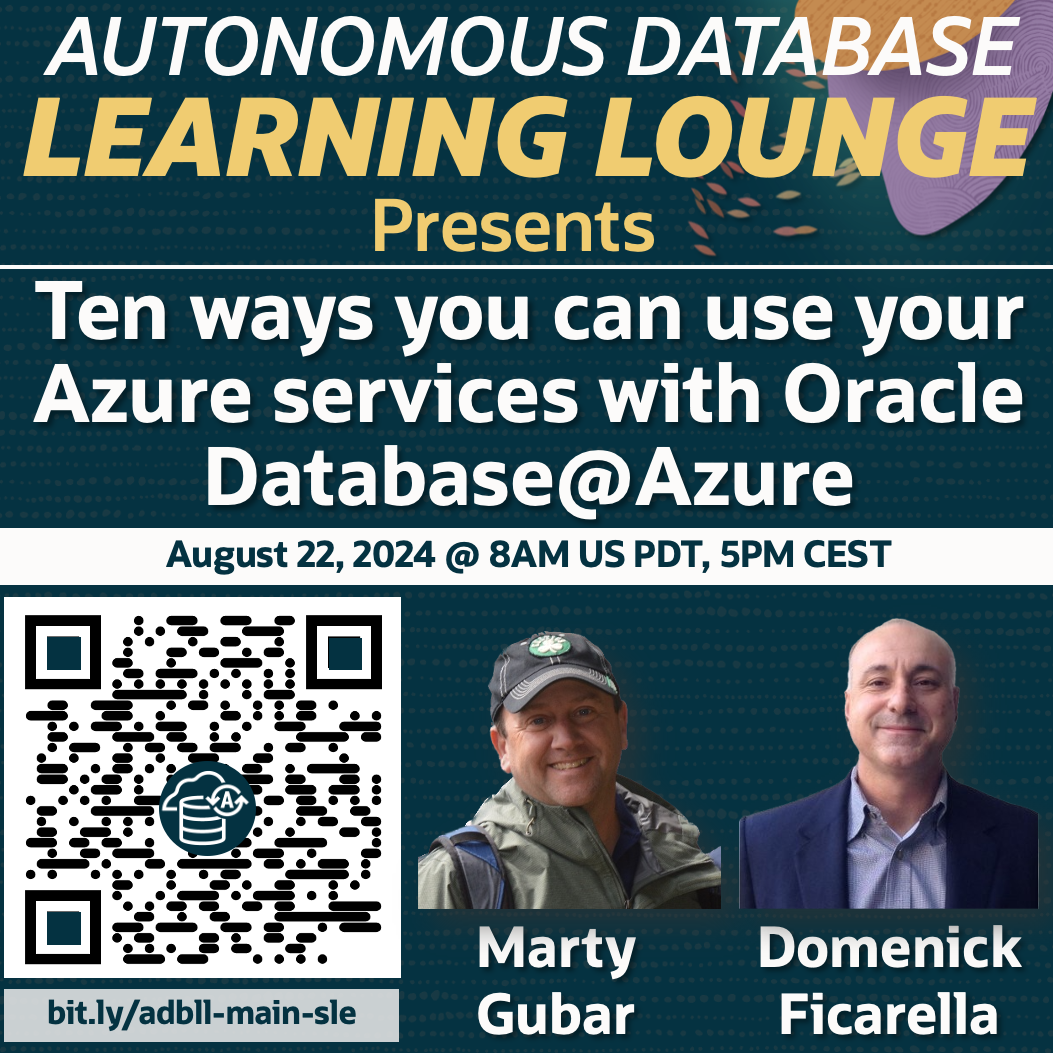 AUTONOMOUS DATABASE
LEARNING LOUNGE
Presents
Ten ways you can use your
Azure services with Oracle
Database@Azure
August 22, 2024 @ 8AM US PDT, 5PM CEST
A
bit.ly/adbll-main-sle
Marty
Gubar
Domenick
Ficarella